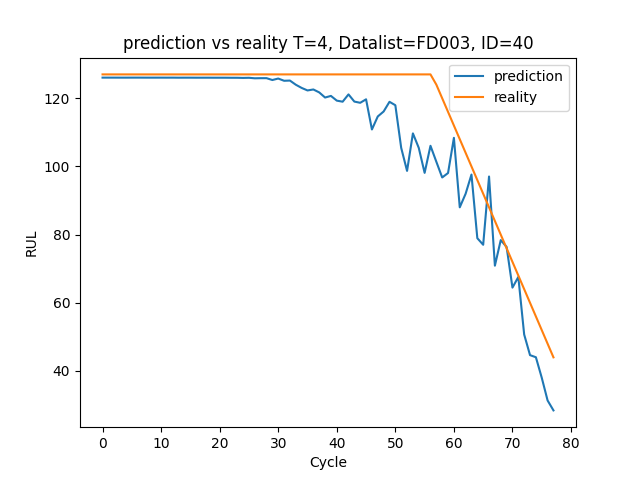 prediction vs reality T=4, Datalist=FD003, ID=40
prediction
reality
120
100
80
60
40
RUL
0 10 20 30 40 50 60 70 80
Cycle